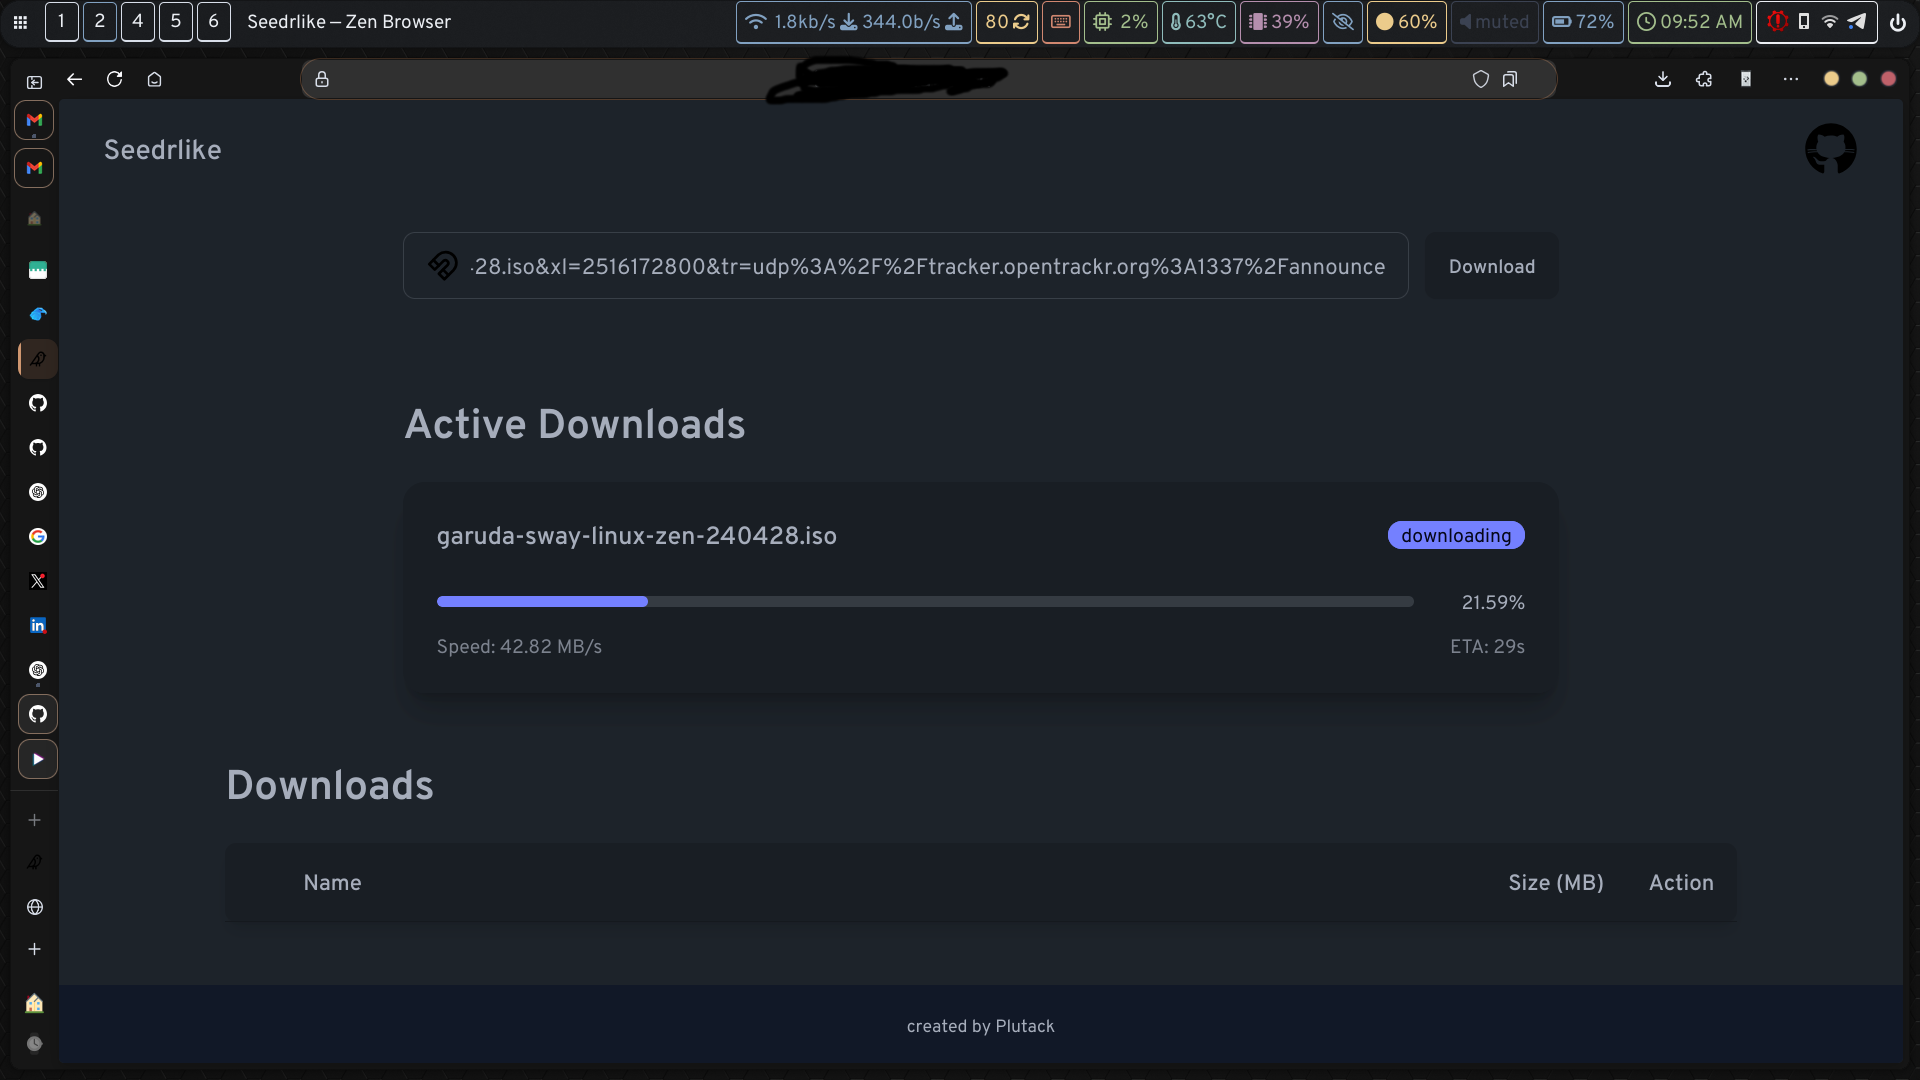 1 2 4 5 6 Seedrlike — Zen Browser 1.8kb/s 344.0b/s 80 2% 63°C 39% 60% muted 72% 09:52 AM
Seedrlike
28.iso&xl=2516172800&tr=udp%3A%2F%2Ftracker.opentrackr.org%3A1337%2Fannounce Download
Active Downloads
garuda-sway-linux-zen-240428.iso downloading
21.59%
Speed: 42.82 MB/s ETA: 29s
Downloads
Name Size (MB) Action
created by Plutack